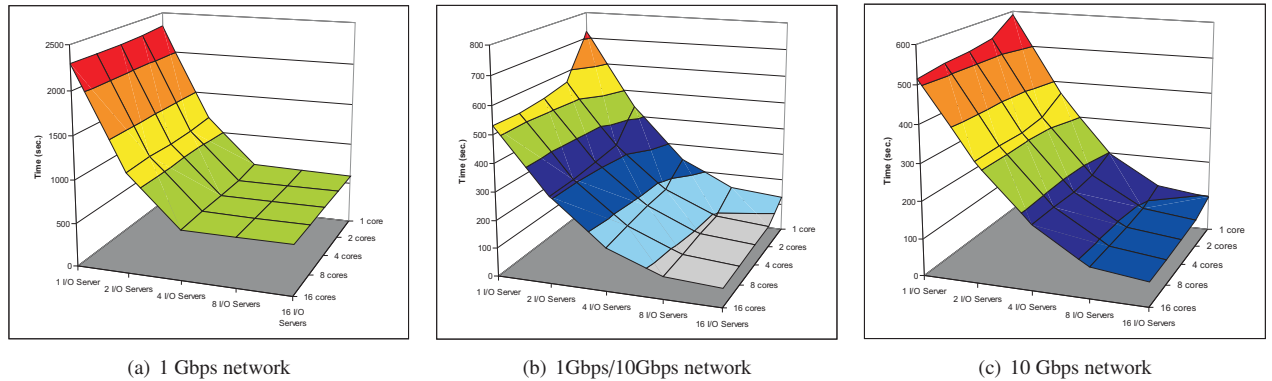 2500
2000
1500
1000
500
0
Time (sec.)
1 I/O Server
2 I/O Servers
4 I/O Servers
8 I/O Servers
16 I/O
Servers
1 core
2 cores
4 cores
8 cores
16 cores
(a) 1 Gbps network
800
700
600
500
400
300
200
100
0
Time (sec.)
1 I/O Server
2 I/O Servers
4 I/O Servers
8 I/O Servers
16 I/O Servers
1 core
2 cores
4 cores
8 cores
16 cores
(b) 1Gbps/10Gbps network
600
500
400
300
200
100
0
Time (sec.)
1 I/O Server
2 I/O Servers
4 I/O Servers
8 I/O Servers
16 I/O Servers
1 core
2 cores
4 cores
8 cores
16 cores
(c) 10 Gbps network